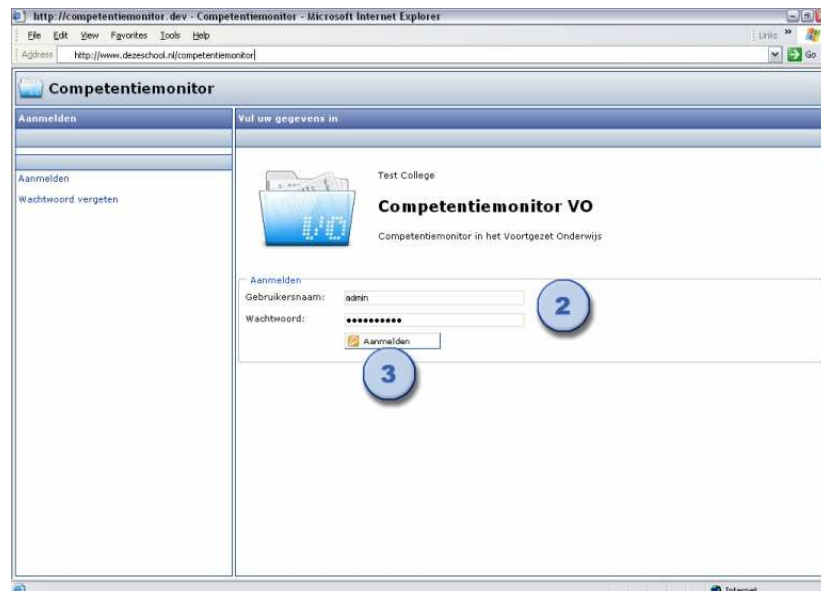 http://competentiemonitor.dev - Competentiemonitor - Microsoft Internet Explorer
File Edit View Favorites Tools Help
Links »
Address http://www.dezeschool.nl/competentiemonitor
Go
Competentiemonitor
Aanmelden
Vul uw gegevens in
Aanmelden
Wachtwoord vergeten
VO
Test College
Competentiemonitor VO
Competentiemonitor in het Voortgezet Onderwijs
Aanmelden
Gebruikersnaam: admin
2
Wachtwoord: ••••••••••
Aanmelden
3
Internet